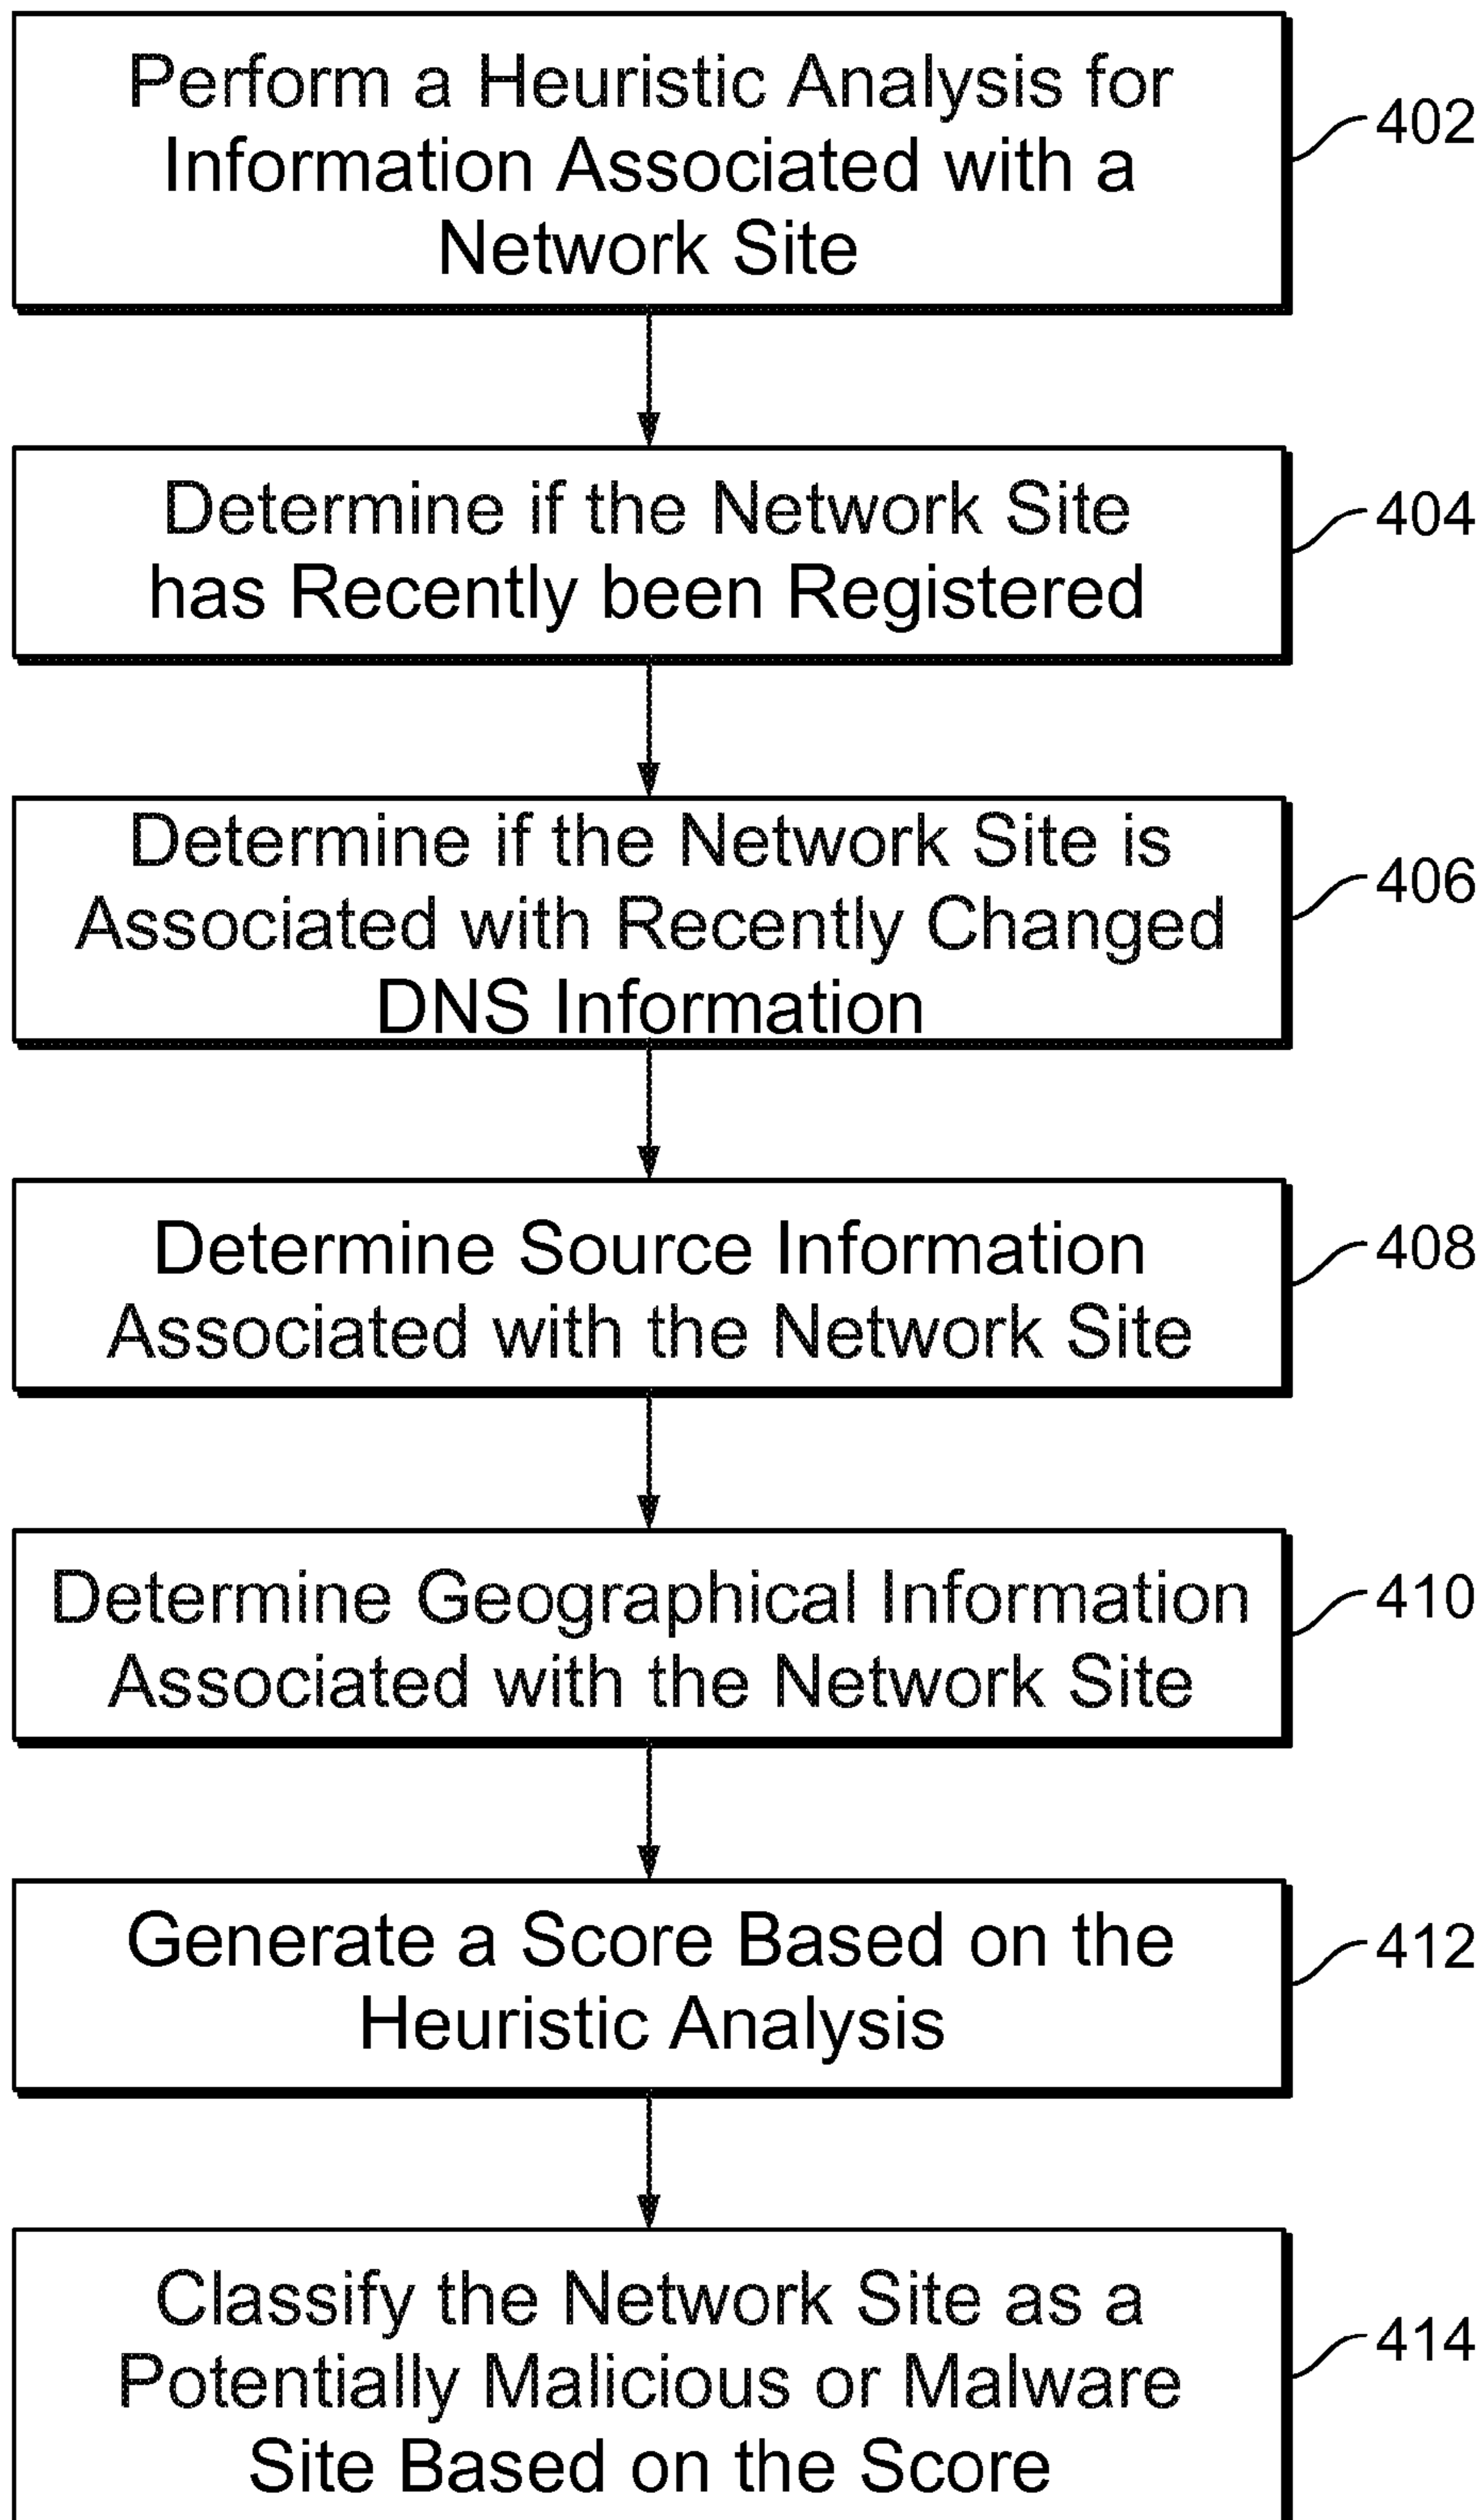 Perform a Heuristic Analysis for
Information Associated with a
Network Site
402
Determine if the Network Site
has Recently been Registered
404
Determine if the Network Site is
Associated with Recently Changed
DNS Information
406
Determine Source Information
Associated with the Network Site
408
Determine Geographical Information
Associated with the Network Site
410
Generate a Score Based on the
Heuristic Analysis
412
Classify the Network Site as a
Potentially Malicious or Malware
Site Based on the Score
414